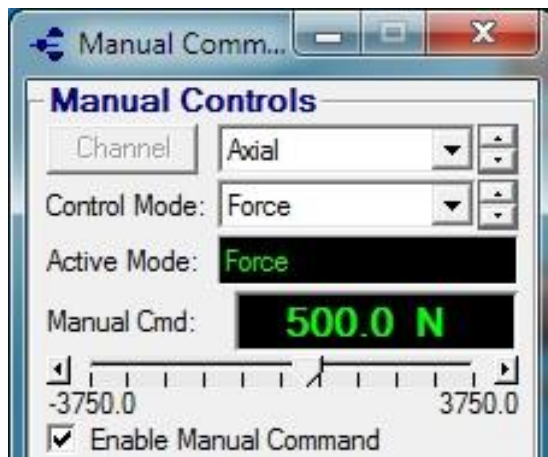 Manual Comm...
Manual Controls
Channel Axial
Control Mode: Force
Active Mode: Force
Manual Cmd: 500.0 N
-3750.0 3750.0
Enable Manual Command